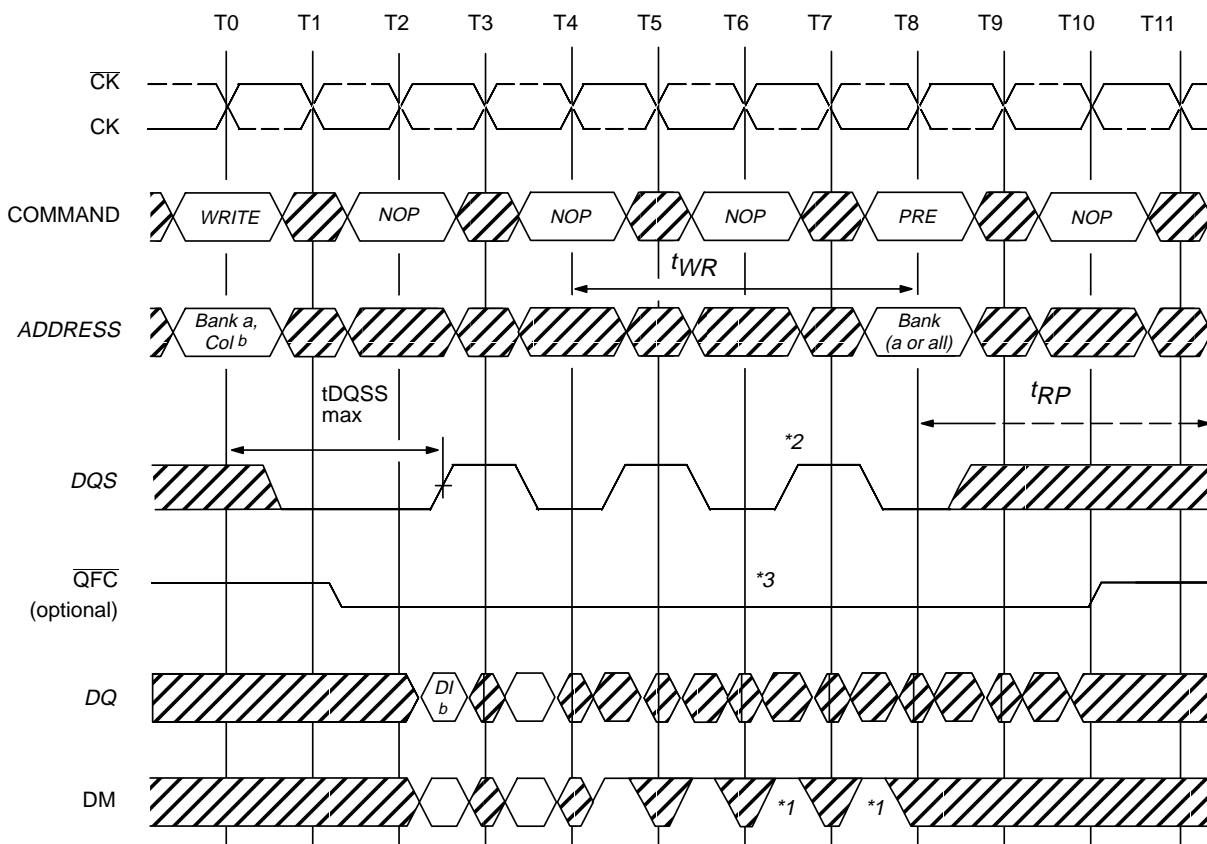 T0 T1 T2 T3 T4 T5 T6 T7 T8 T9 T10 T11
CK
CK
COMMAND WRITE NOP NOP NOP PRE NOP
tWR
ADDRESS Bank a, Col b Bank (a or all)
tDQSS max
tRP
*2
DQS
QFC (optional)
*3
DQ DI b
DM *1 *1